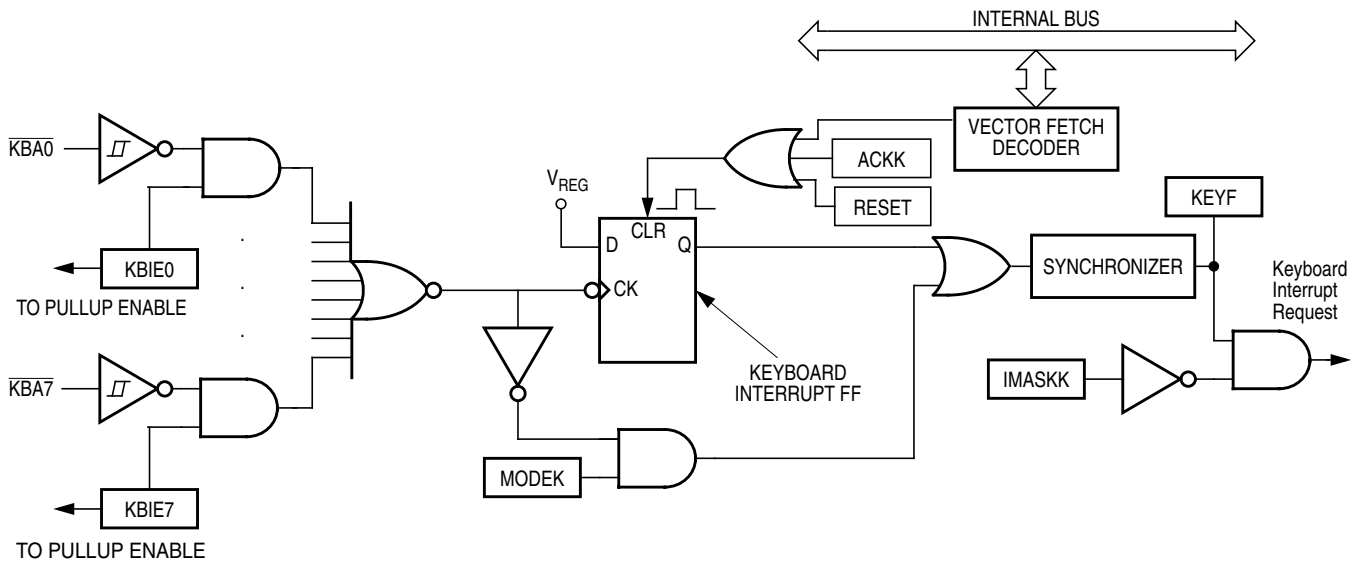 INTERNAL BUS
KBA0
VECTOR FETCH
DECODER
ACKK
VREG
RESET
KEYF
CLR
D
Q
KBIE0
SYNCHRONIZER
Keyboard
Interrupt
Request
CK
TO PULLUP ENABLE
KBA7
KEYBOARD
INTERRUPT FF
IMASKK
MODEK
KBIE7
TO PULLUP ENABLE